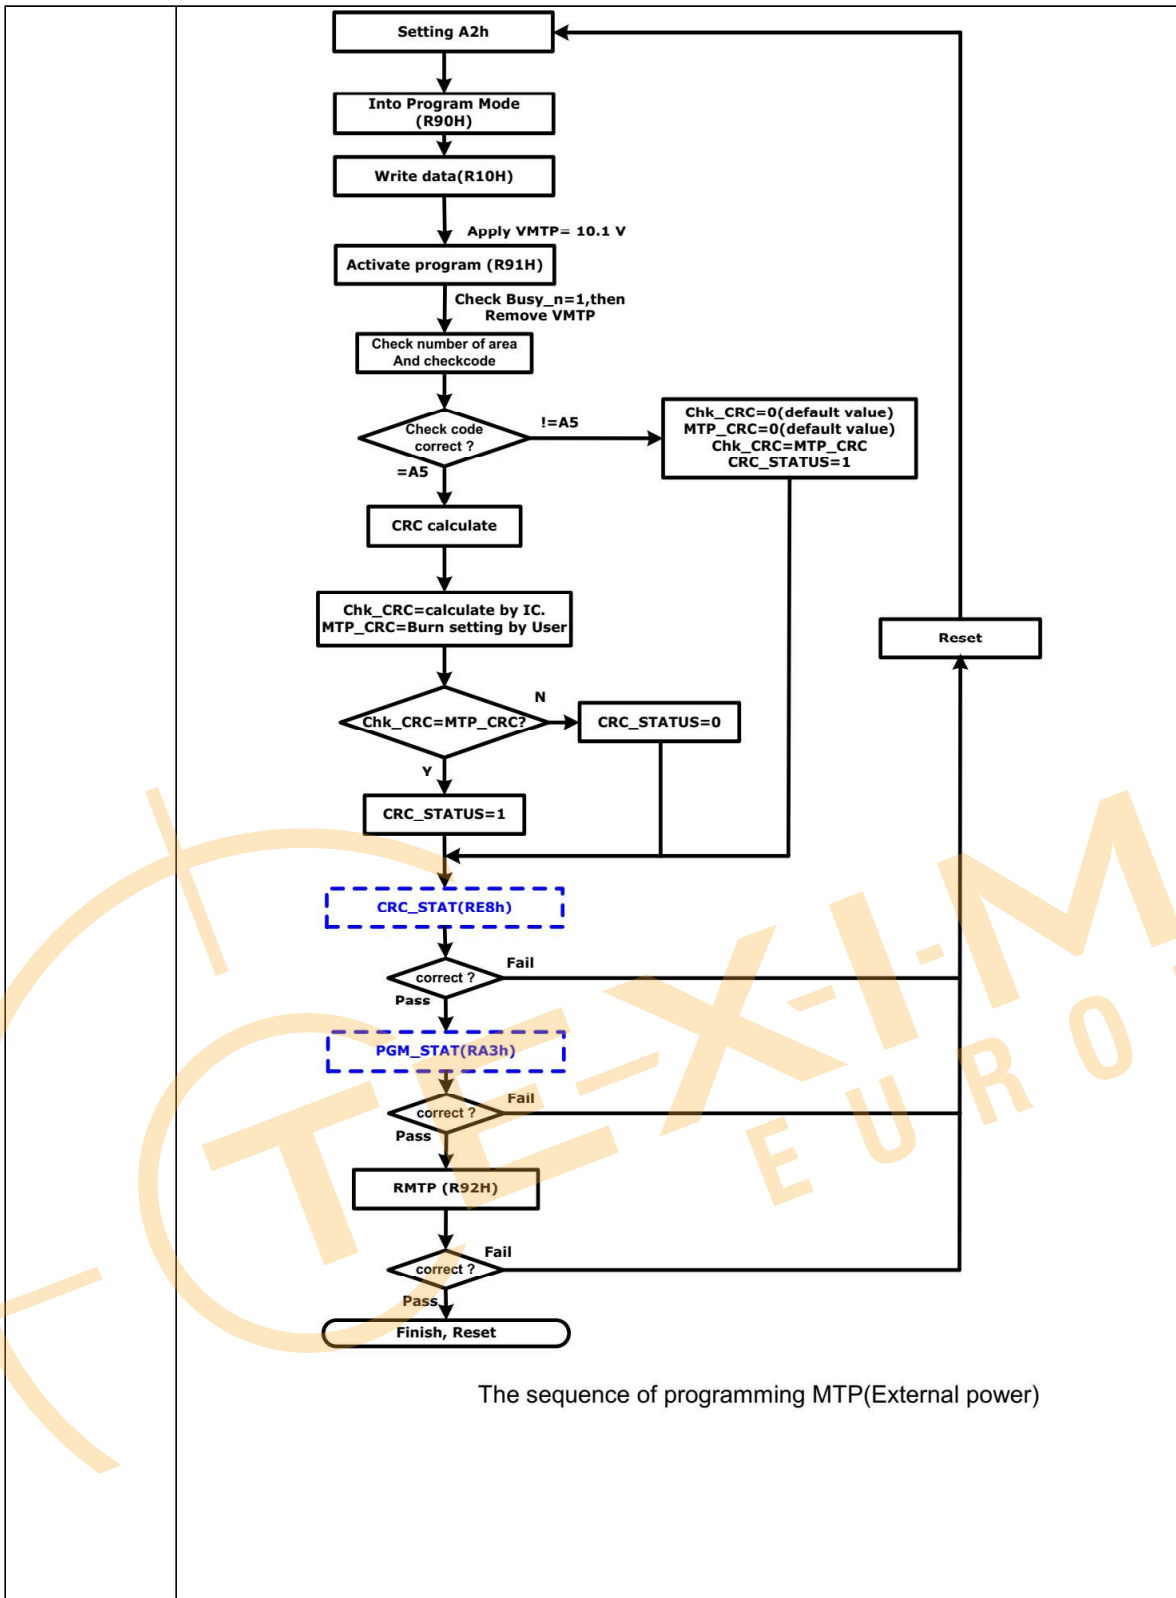 Setting A2h
Into Program Mode
(R90H)
Write data(R10H)
Apply VMTP= 10.1 V
Activate program (R91H)
Check Busy_n=1,then
Remove VMTP
Check number of area
And checkcode
Check code
correct ?
!=A5
=A5
Chk_CRC=0(default value)
MTP_CRC=0(default value)
Chk_CRC=MTP_CRC
CRC_STATUS=1
CRC calculate
Chk_CRC=calculate by IC.
MTP_CRC=Burn setting by User
Reset
Chk_CRC=MTP_CRC?
N
CRC_STATUS=0
Y
CRC_STATUS=1
CRC_STAT(RE8h)
correct ?
Fail
Pass
PGM_STAT(RA3h)
correct ?
Fail
Pass
RMTP (R92H)
correct ?
Fail
Pass
Finish, Reset
The sequence of programming MTP(External power)
TEXIM
EURO